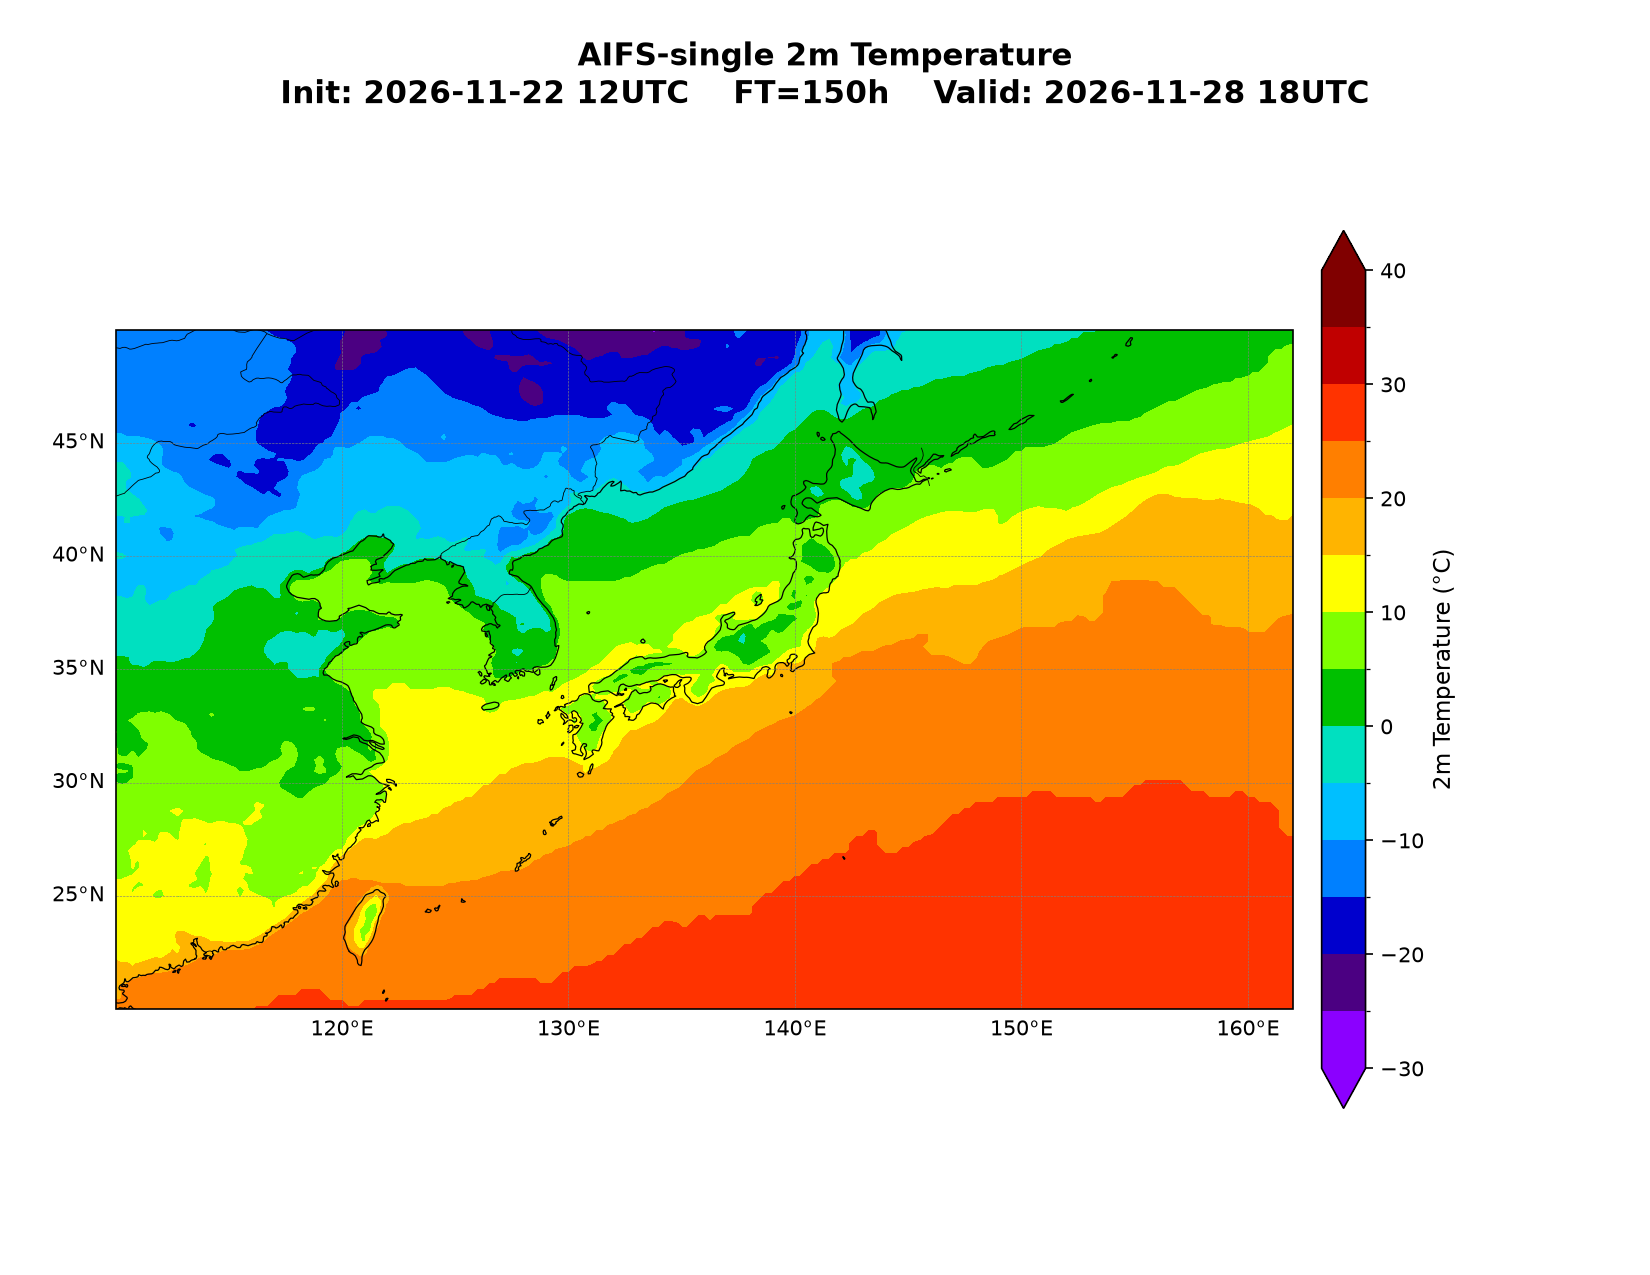 AIFS-single 2m Temperature
Init: 2026-11-22 12UTC    FT=150h    Valid: 2026-11-28 18UTC
40
30
20
10
0
−10
−20
−30
2m Temperature (°C)
45°N
40°N
35°N
30°N
25°N
120°E
130°E
140°E
150°E
160°E